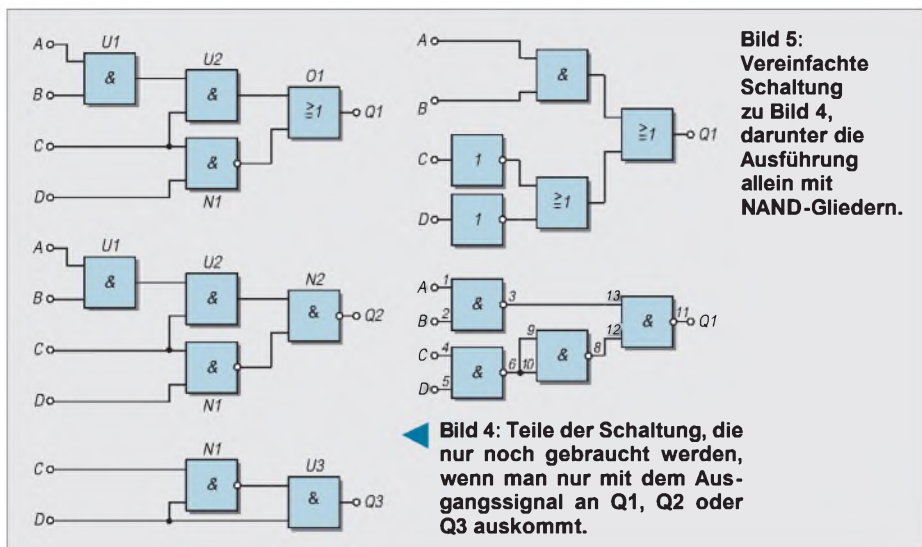 A
U1
&
B
U2
&
O1
≧1
Q1
C
&
N1
D
A
U1
&
B
U2
&
N2
&
Q2
C
&
N1
D
C
N1
&
U3
&
Q3
D
A
&
B
≧1
Q1
C
1
≧1
D
1
A
1
&
3
B
2
C
4
&
6
D
5
9
10
&
8
13
12
&
11
Q1
Bild 5:
Vereinfachte
Schaltung
zu Bild 4,
darunter die
Ausführung
allein mit
NAND-Gliedern.
Bild 4: Teile der Schaltung, die
nur noch gebraucht werden,
wenn man nur mit dem Aus-
gangssignal an Q1, Q2 oder
Q3 auskommt.